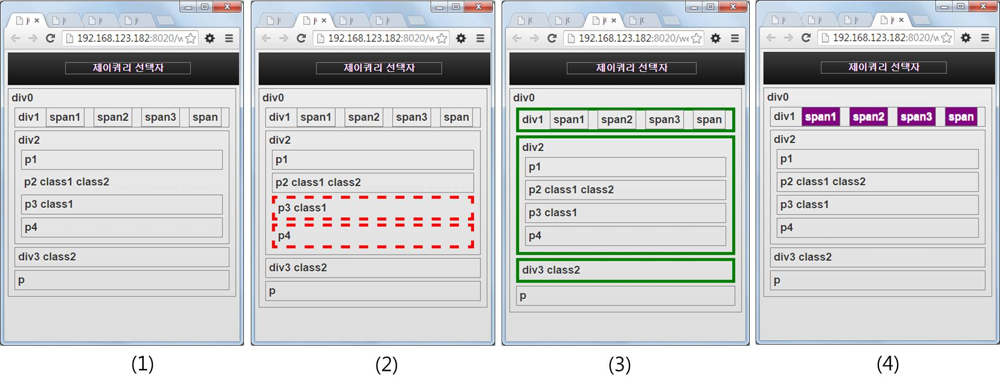 192.168.123.182:8020/w
제이쿼리 선택자
div0
div1 span1 span2 span3 span
div2
p1
p2 class1 class2
p3 class1
p4
div3 class2
p
(1)
192.168.123.182:8020/w
제이쿼리 선택자
div0
div1 span1 span2 span3 span
div2
p1
p2 class1 class2
p3 class1
p4
div3 class2
p
(2)
192.168.123.182:8020/we
제이쿼리 선택자
div0
div1 span1 span2 span3 span
div2
p1
p2 class1 class2
p3 class1
p4
div3 class2
p
(3)
192.168.123.182:8020/w
제이쿼리 선택자
div0
div1 span1 span2 span3 span
div2
p1
p2 class1 class2
p3 class1
p4
div3 class2
p
(4)